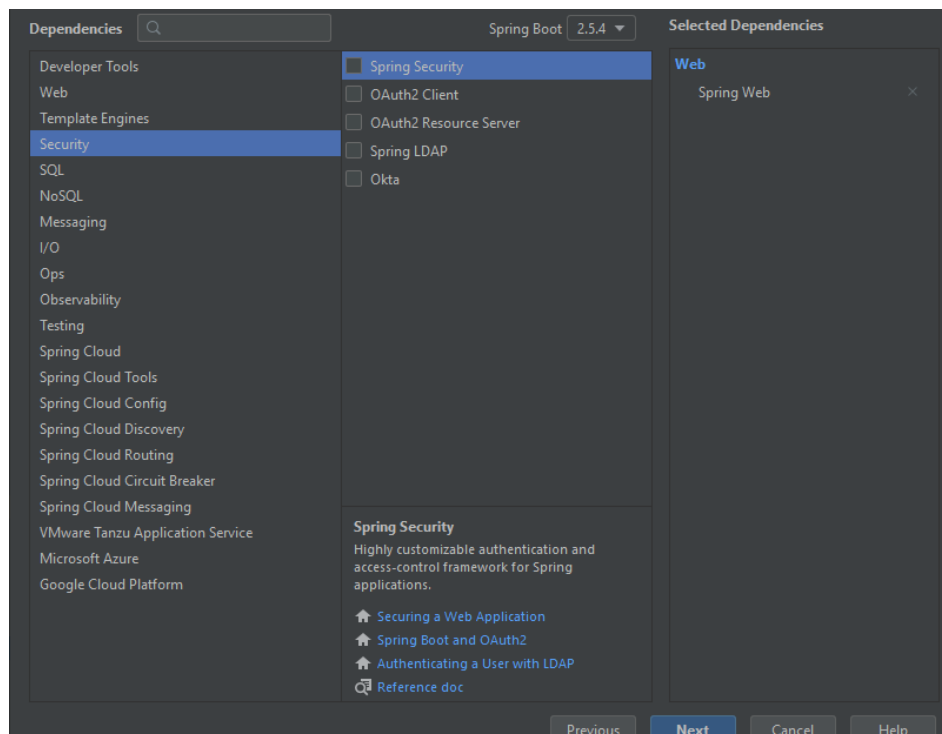 Dependencies
Spring Boot 2.5.4
Selected Dependencies
Developer Tools
Web
Template Engines
Security
SQL
NoSQL
Messaging
I/O
Ops
Observability
Testing
Spring Cloud
Spring Cloud Tools
Spring Cloud Config
Spring Cloud Discovery
Spring Cloud Routing
Spring Cloud Circuit Breaker
Spring Cloud Messaging
VMware Tanzu Application Service
Microsoft Azure
Google Cloud Platform
Spring Security
OAuth2 Client
OAuth2 Resource Server
Spring LDAP
Okta
Spring Security
Highly customizable authentication and
access-control framework for Spring
applications.
Securing a Web Application
Spring Boot and OAuth2
Authenticating a User with LDAP
Reference doc
Web
Spring Web
Previous
Next
Cancel
Help